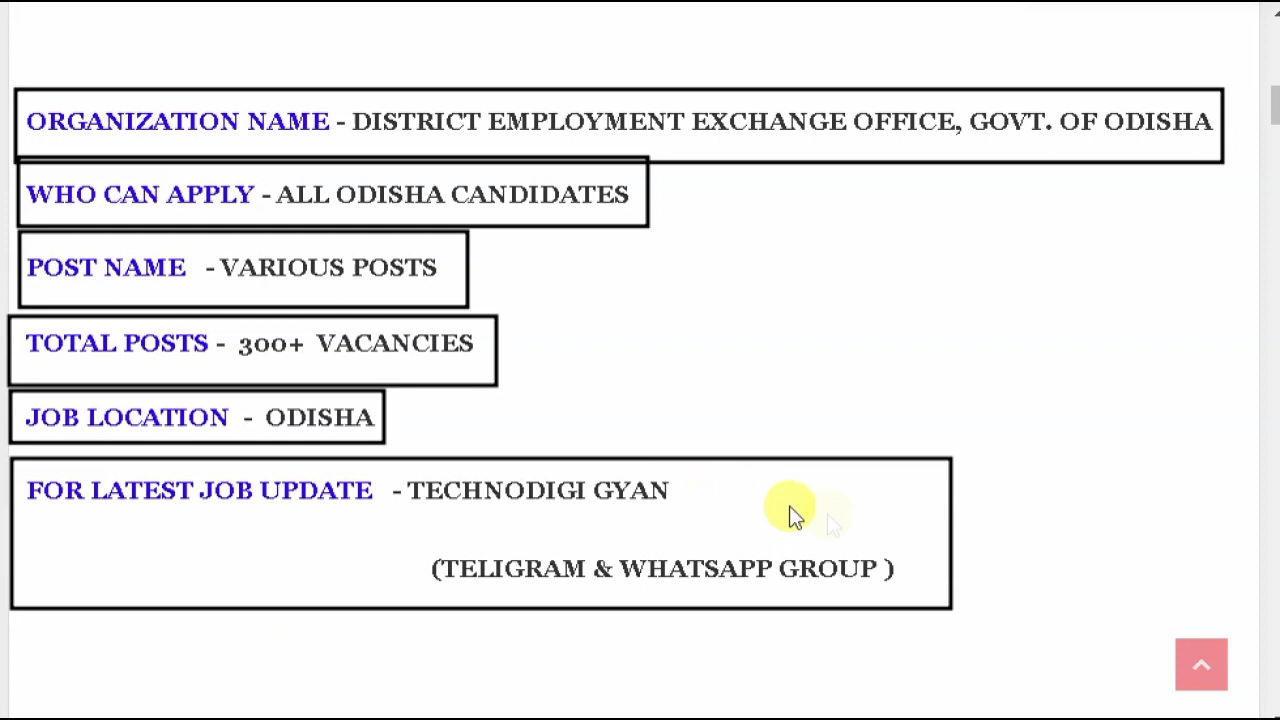 ORGANIZATION NAME - DISTRICT EMPLOYMENT EXCHANGE OFFICE, GOVT. OF ODISHA
WHO CAN APPLY - ALL ODISHA CANDIDATES
POST NAME - VARIOUS POSTS
TOTAL POSTS - 300+ VACANCIES
JOB LOCATION - ODISHA
FOR LATEST JOB UPDATE - TECHNODIGI GYAN
(TELIGRAM & WHATSAPP GROUP )